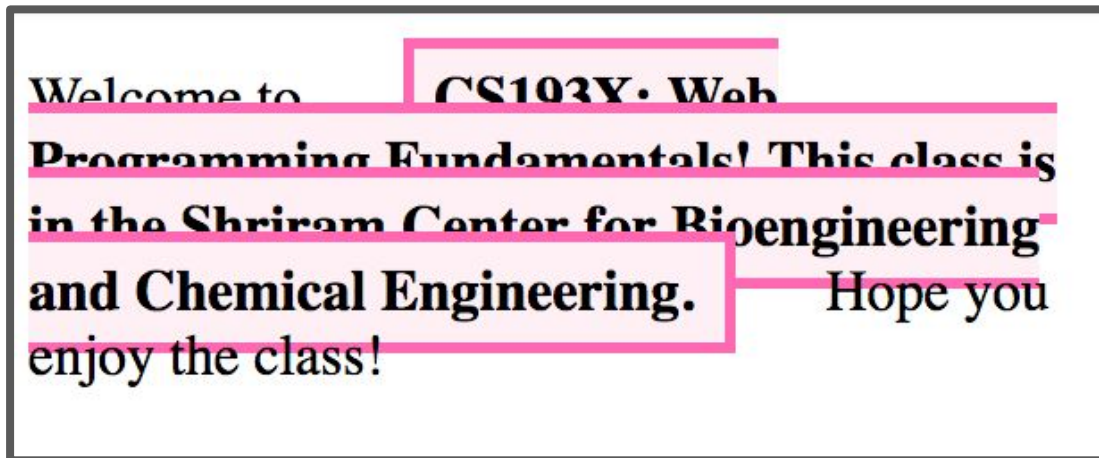 Welcome to CS193X: Web
Programming Fundamentals! This class is
in the Shriram Center for Bioengineering
and Chemical Engineering. Hope you
enjoy the class!